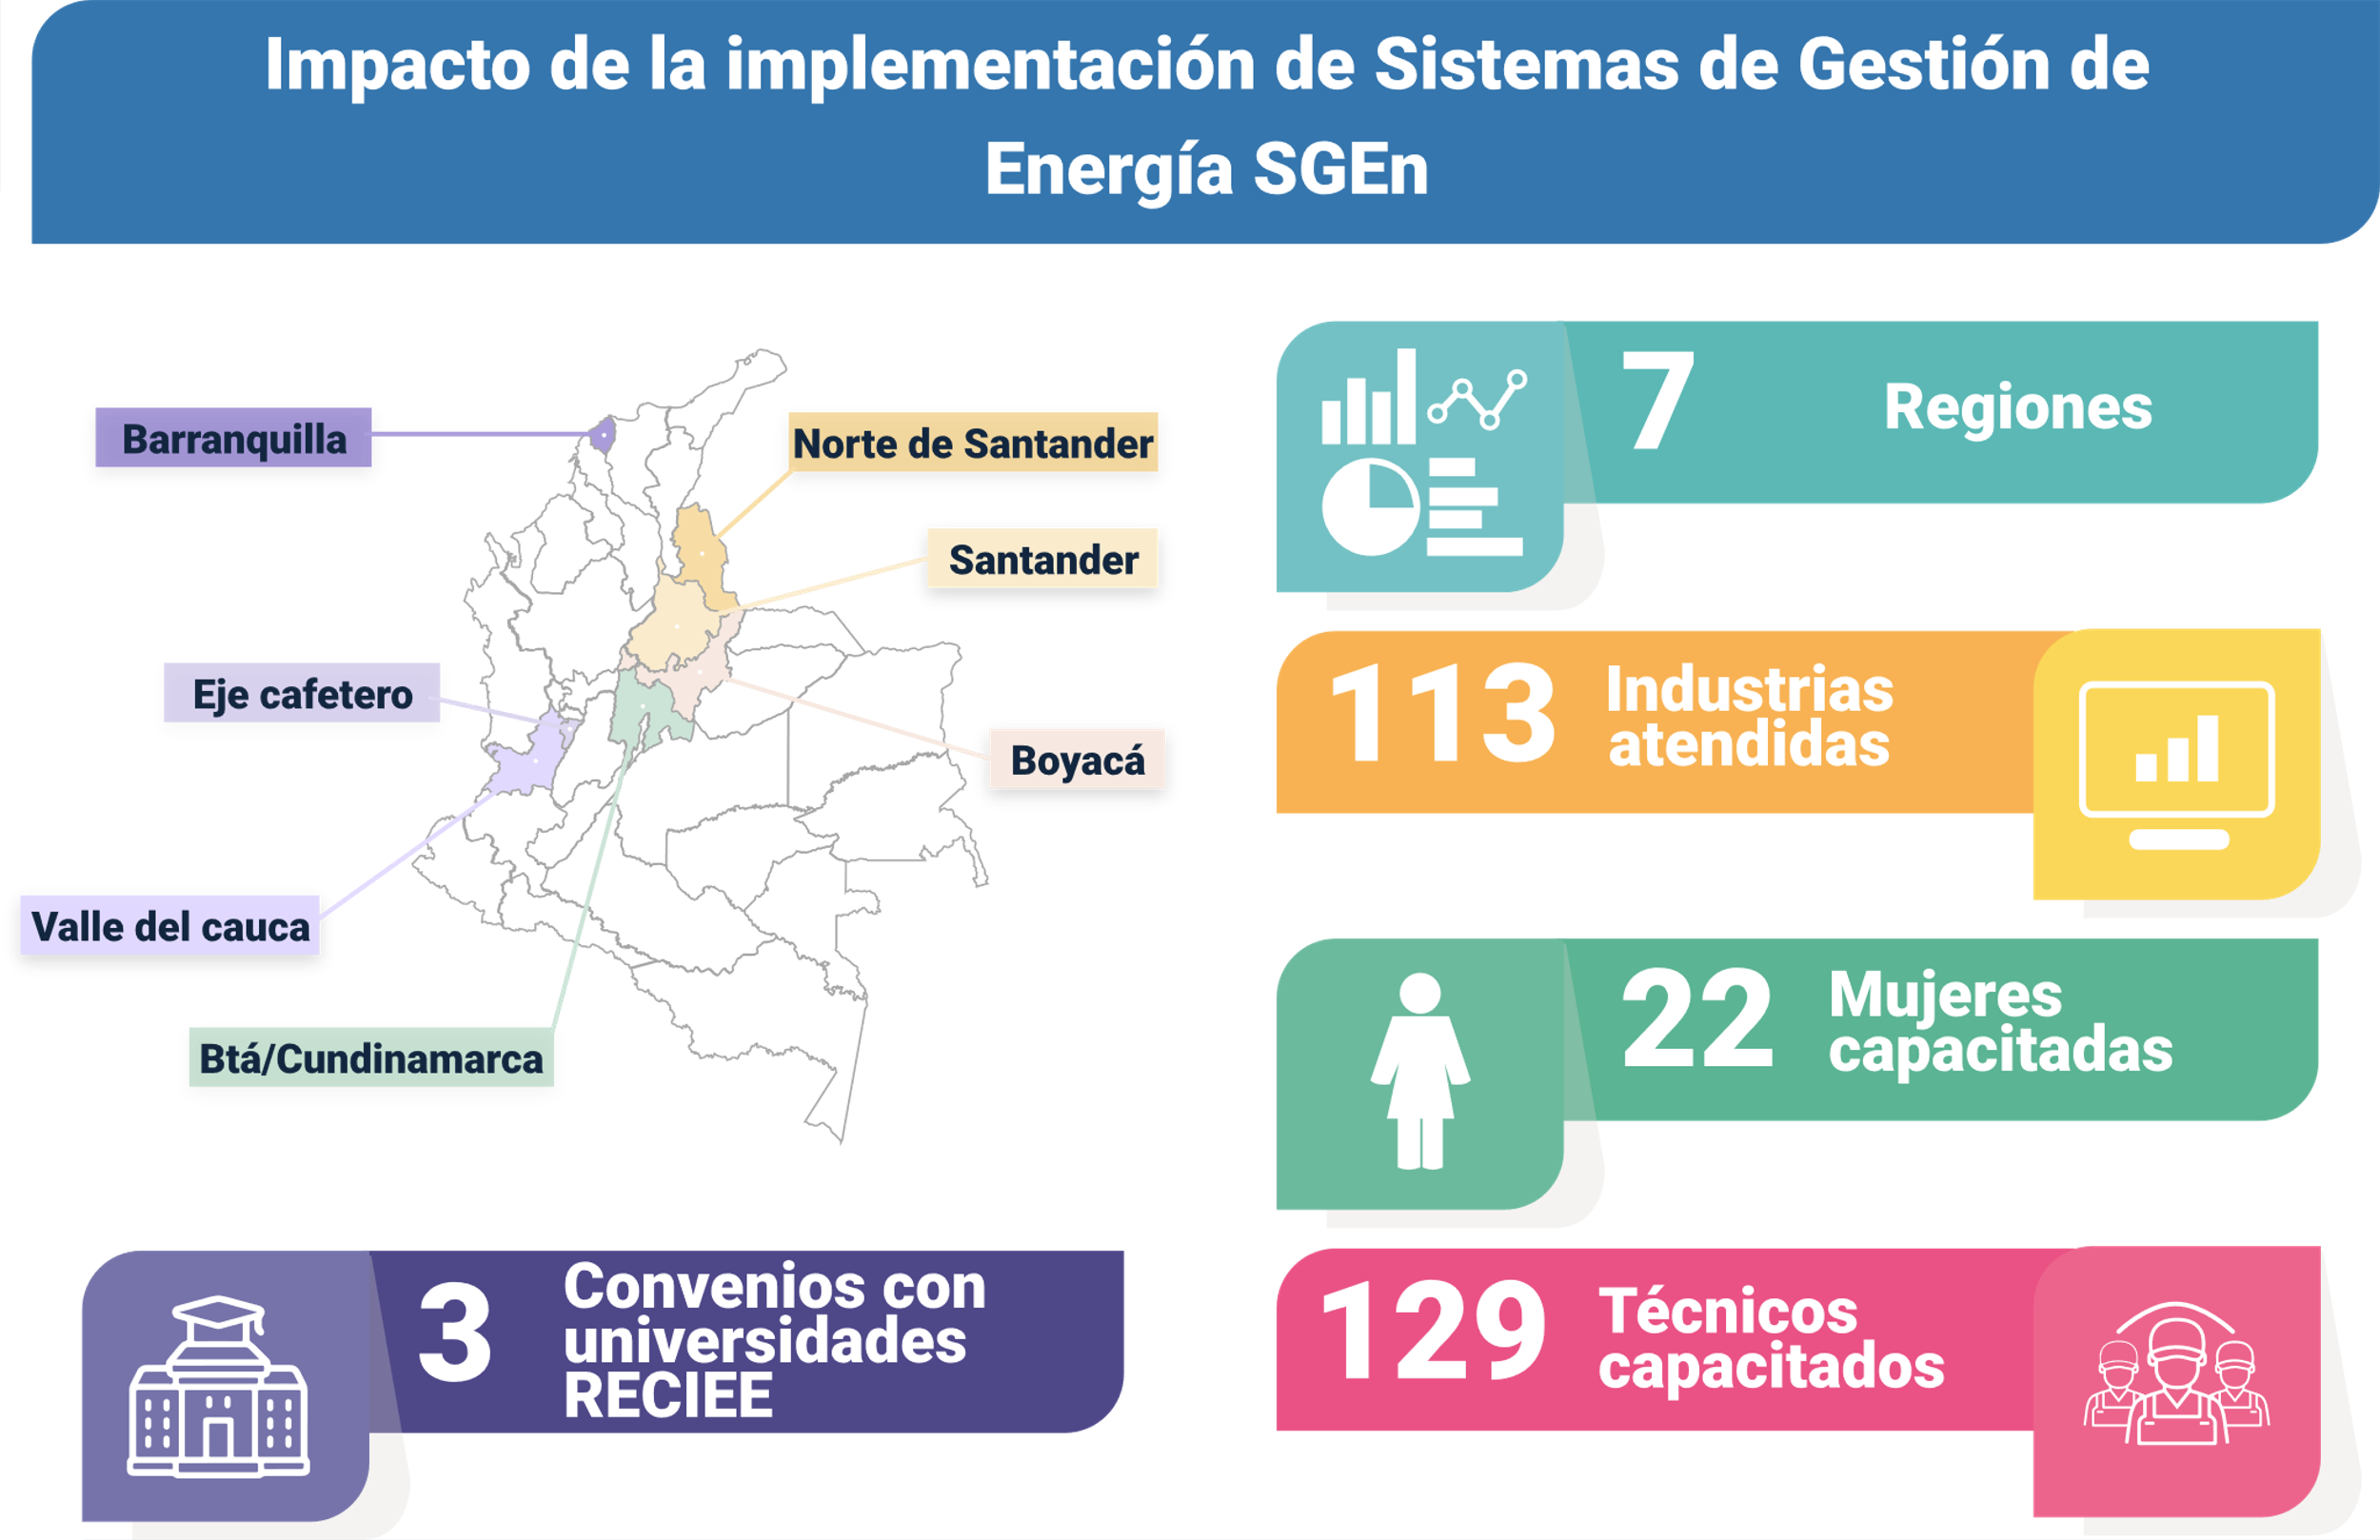 Impacto de la implementación de Sistemas de Gestión de
Energía SGEn
Barranquilla
Norte de Santander
Santander
Eje cafetero
Boyacá
Valle del cauca
Btá/Cundinamarca
7 Regiones
113 Industrias
atendidas
22 Mujeres
capacitadas
3 Convenios con
universidades
RECIEE
129 Técnicos
capacitados